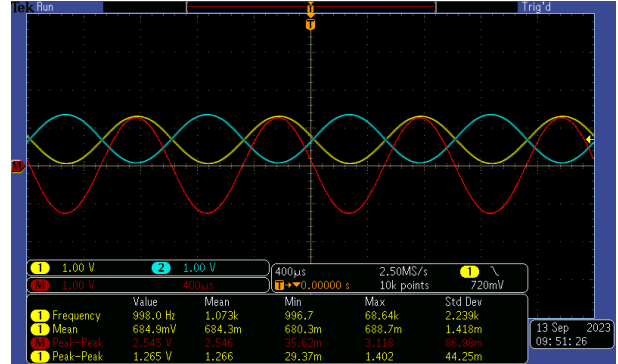 Tek Run Trig'd
T
T
M
1 1.00 V 2 1.00 V
M 1.00 V 400µs
400µs 2.50MS/s 1
T→▼0.00000 s 10k points 720mV
Value Mean Min Max Std Dev
1 Frequency 998.0 Hz 1.073k 996.7 68.64k 2.239k
1 Mean 684.9mV 684.3m 680.3m 688.7m 1.418m
M Peak-Peak 2.545 V 2.546 35.62m 3.118 86.98m
1 Peak-Peak 1.265 V 1.266 29.37m 1.402 44.25m
13 Sep 2023
09:51:26